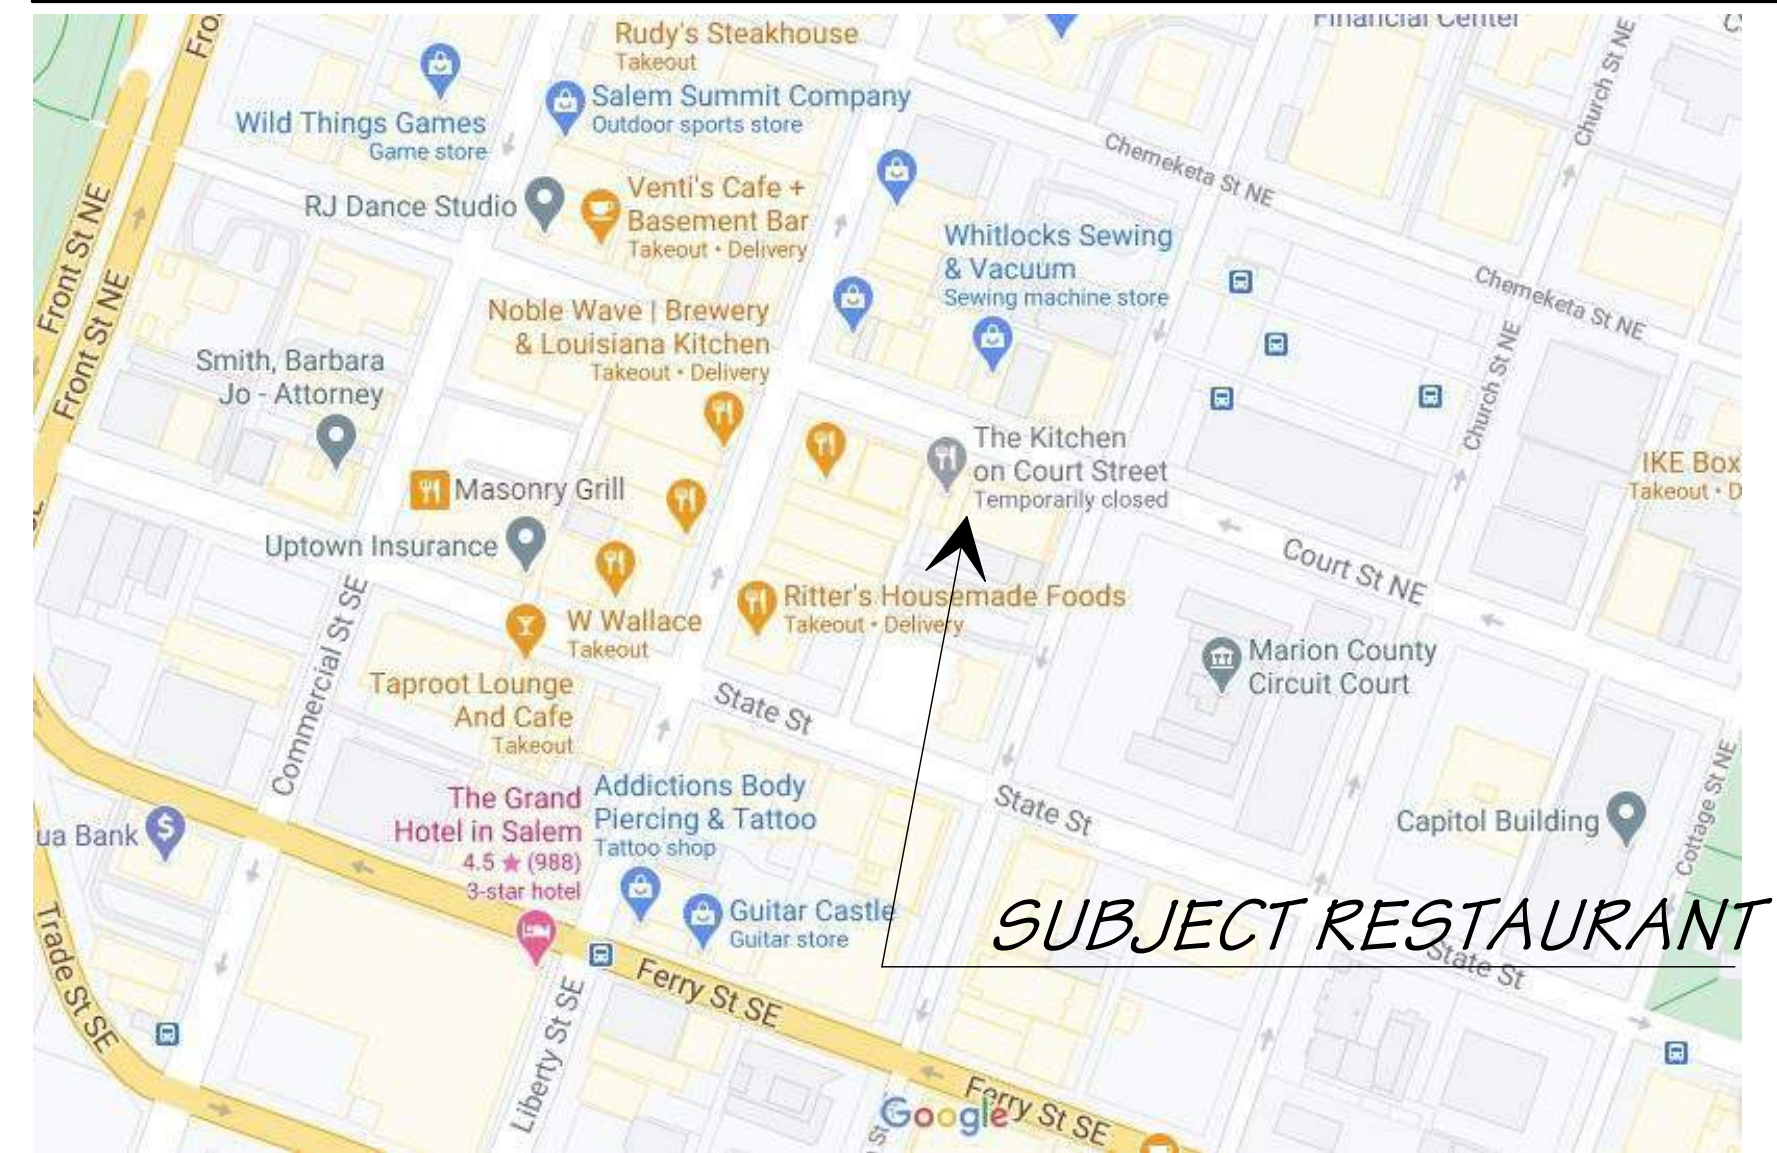 Financial Center
Rudy's Steakhouse
Takeout
Church St NE
Salem Summit Company
Outdoor sports store
Wild Things Games
Game store
Chemeketa St NE
Venti's Cafe +
Basement Bar
Takeout • Delivery
RJ Dance Studio
Front St NE
Front St NE
Whitlocks Sewing
& Vacuum
Sewing machine store
Chemeketa St NE
Noble Wave | Brewery
& Louisiana Kitchen
Takeout • Delivery
Smith, Barbara
Jo - Attorney
Church St NE
The Kitchen
on Court Street
Temporarily closed
IKE Box
Takeout • D
Masonry Grill
Uptown Insurance
Court St NE
Ritter's Housemade Foods
Takeout • Delivery
W Wallace
Takeout
Commercial St SE
Marion County
Circuit Court
Taproot Lounge
And Cafe
Takeout
State St
State St
The Grand
Hotel in Salem
4.5 ★ (988)
3-star hotel
Addictions Body
Piercing & Tattoo
Tattoo shop
ua Bank
Capitol Building
Cottage St NE
Guitar Castle
Guitar store
SUBJECT RESTAURANT
State St
Trade St SE
Ferry St SE
Liberty St SE
Ferry St SE
Google
St